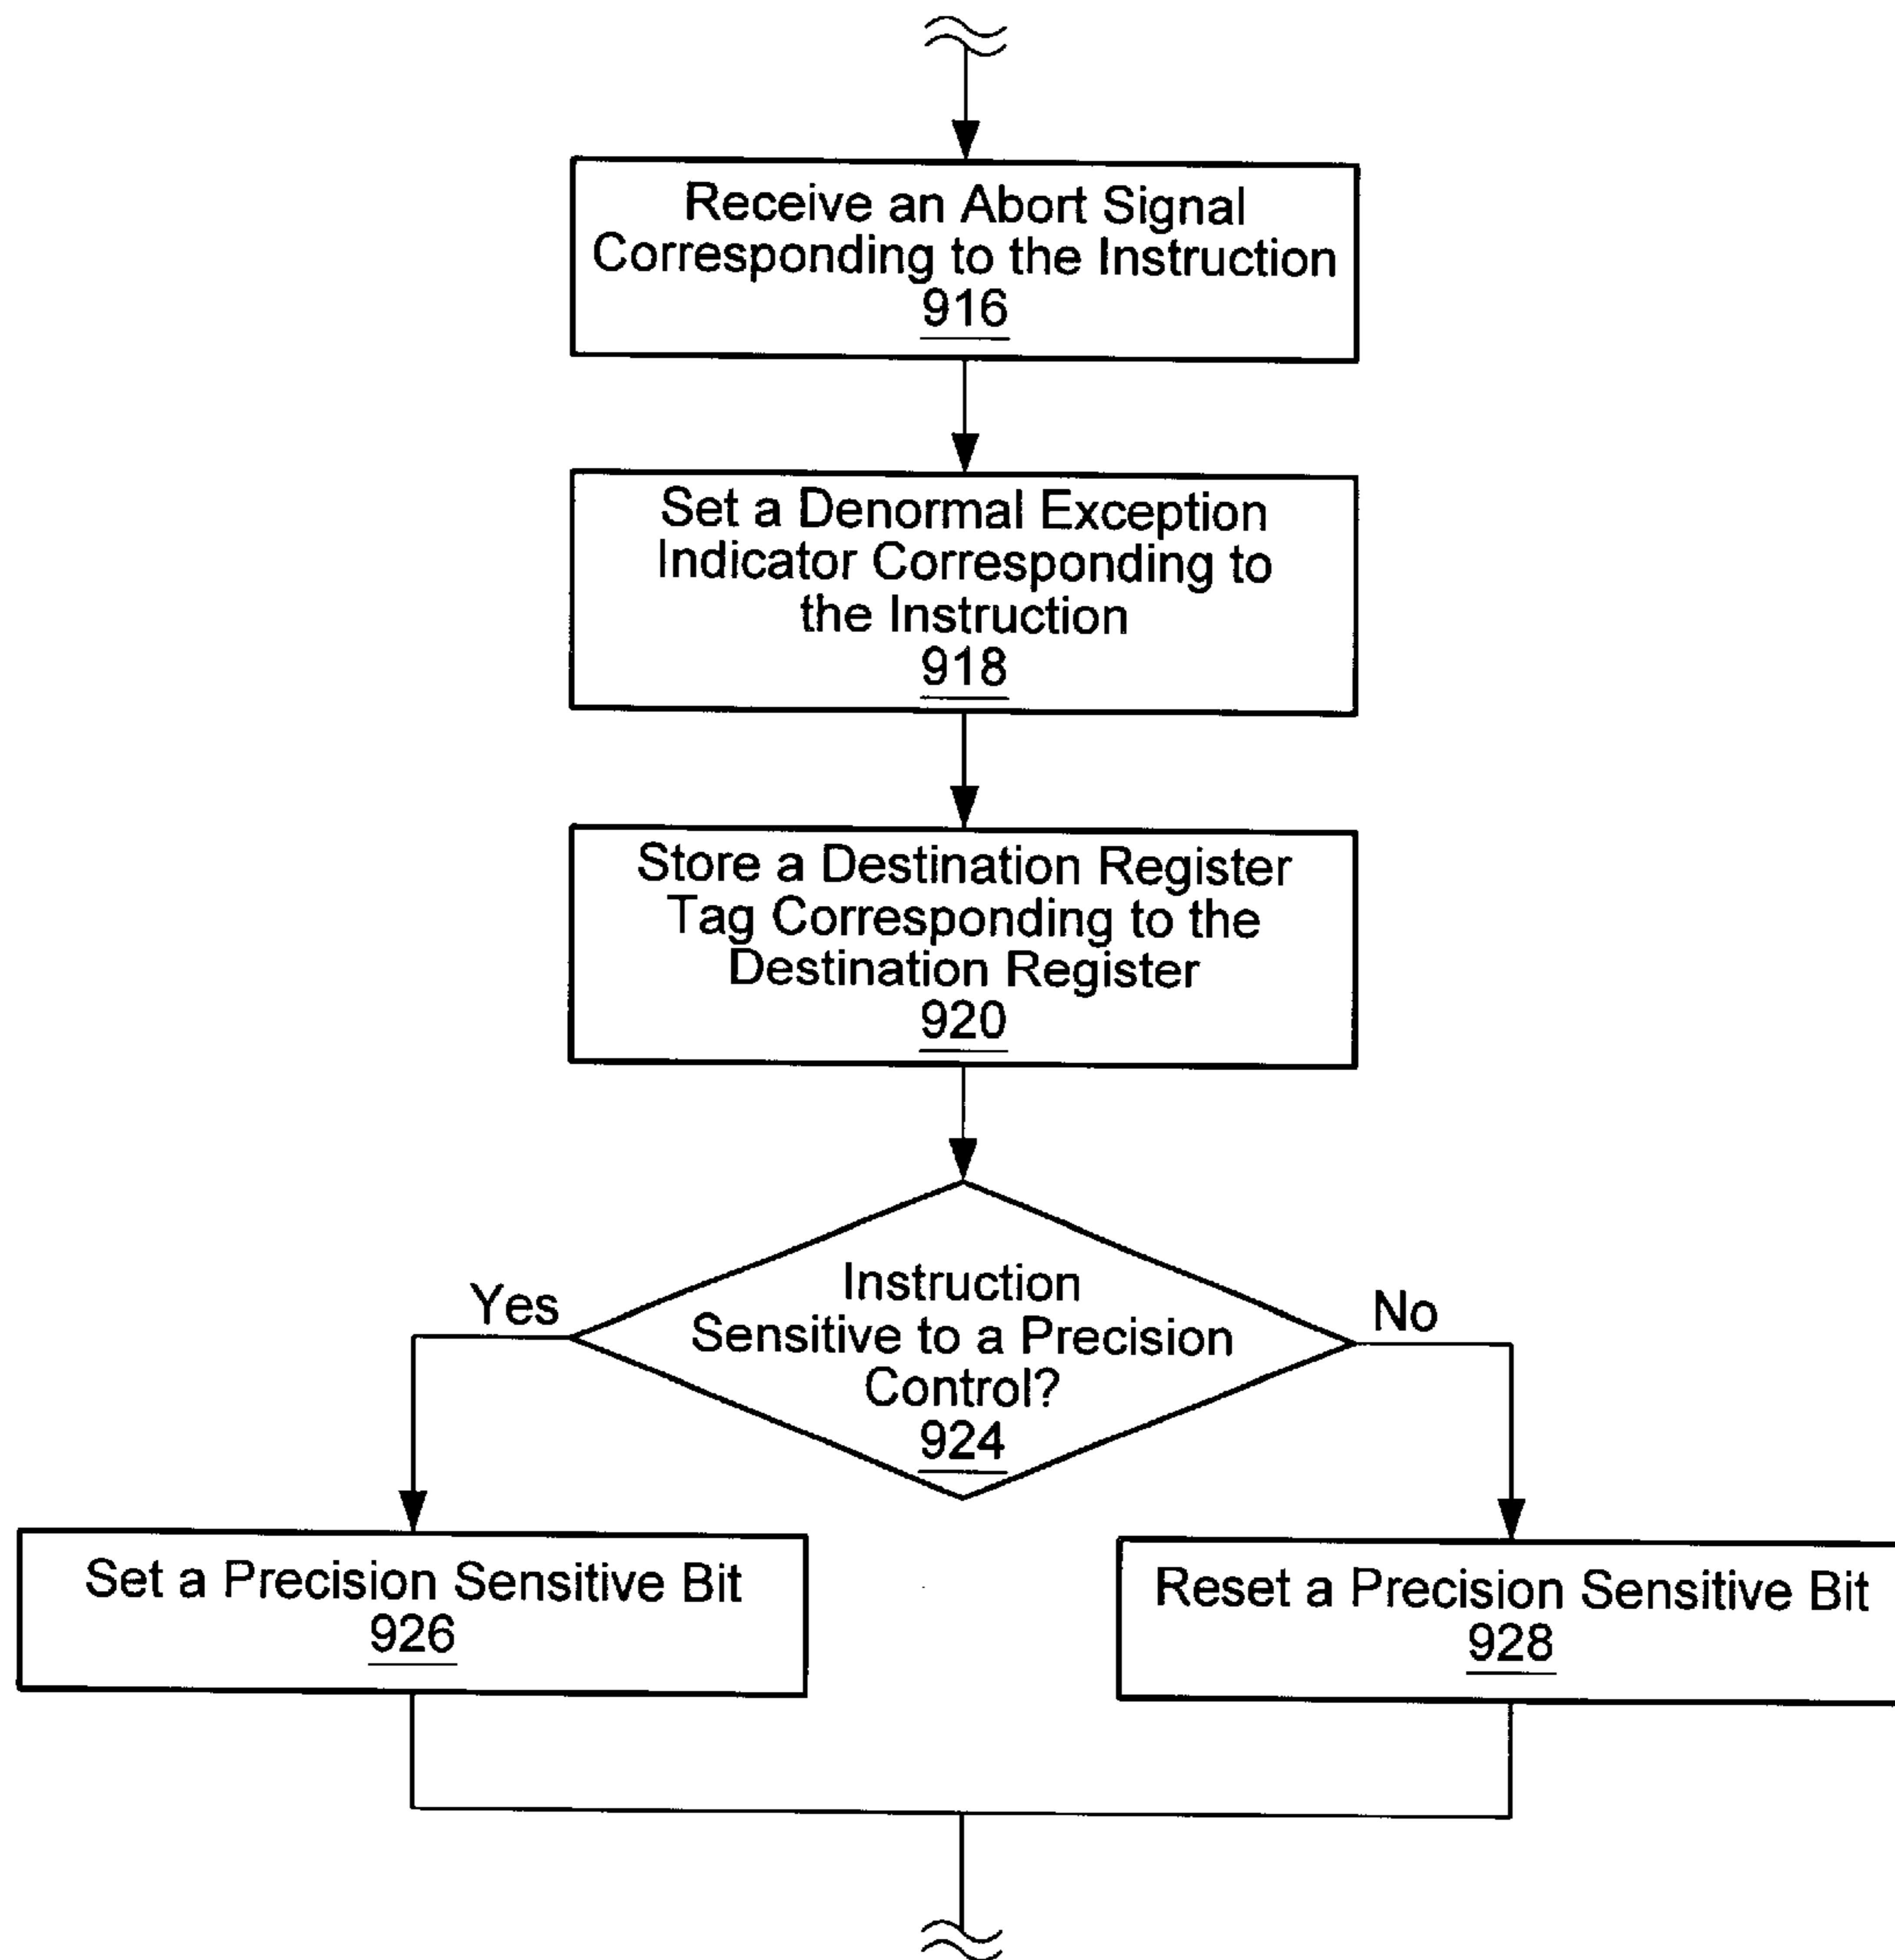 Receive an Abort Signal
Corresponding to the Instruction
916
Set a Denormal Exception
Indicator Corresponding to
the Instruction
918
Store a Destination Register
Tag Corresponding to the
Destination Register
920
Instruction
Sensitive to a Precision
Control?
924
Yes
No
Set a Precision Sensitive Bit
926
Reset a Precision Sensitive Bit
928